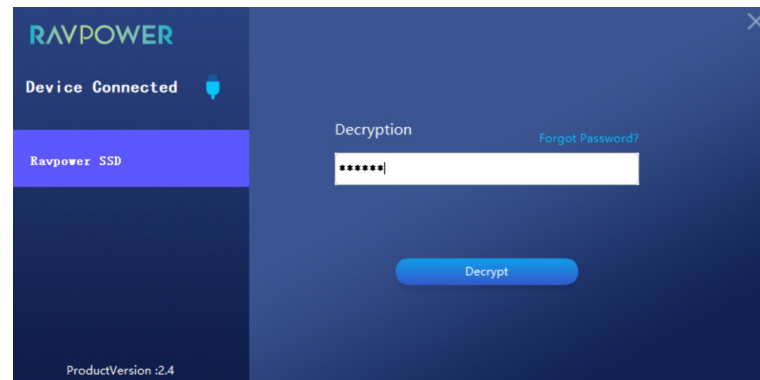 RAVPOWER
Device Connected
Ravpower SSD
ProductVersion :2.4
Decryption
Forgot Password?
******
Decrypt